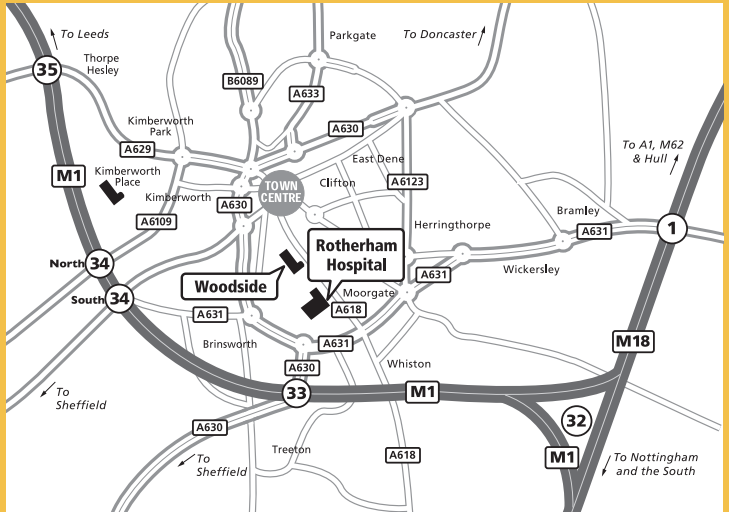 To Leeds
Parkgate
To Doncaster
Thorpe
Hesley
35
B6089
A633
Kimberworth
Park
A630
A629
To A1, M62
& Hull
East Dene
M1
Kimberworth
Place
Clifton
A6123
TOWN
CENTRE
Kimberworth
A630
Bramley
A6109
Herringthorpe
A631
1
Rotherham
Hospital
North
34
Wickersley
A631
Woodside
South
34
Moorgate
A618
A631
Brinsworth
A631
M18
Whiston
A630
To
Sheffield
33
M1
32
A630
Treeton
A618
M1
To
Sheffield
To Nottingham
and the South